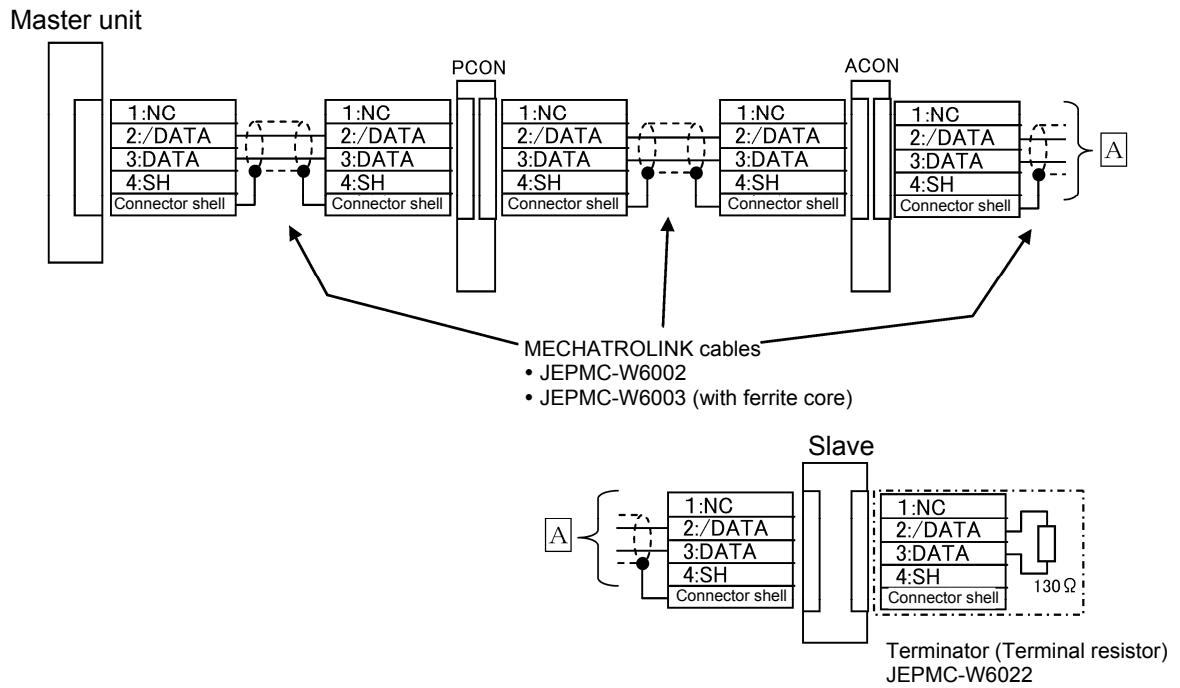 Master unit
PCON
ACON
1:NC
2:/DATA
3:DATA
4:SH
Connector shell
1:NC
2:/DATA
3:DATA
4:SH
Connector shell
1:NC
2:/DATA
3:DATA
4:SH
Connector shell
1:NC
2:/DATA
3:DATA
4:SH
Connector shell
1:NC
2:/DATA
3:DATA
4:SH
Connector shell
A
MECHATROLINK cables
• JEPMC-W6002
• JEPMC-W6003 (with ferrite core)
Slave
A
1:NC
2:/DATA
3:DATA
4:SH
Connector shell
1:NC
2:/DATA
3:DATA
4:SH
Connector shell
130Ω
Terminator (Terminal resistor)
JEPMC-W6022